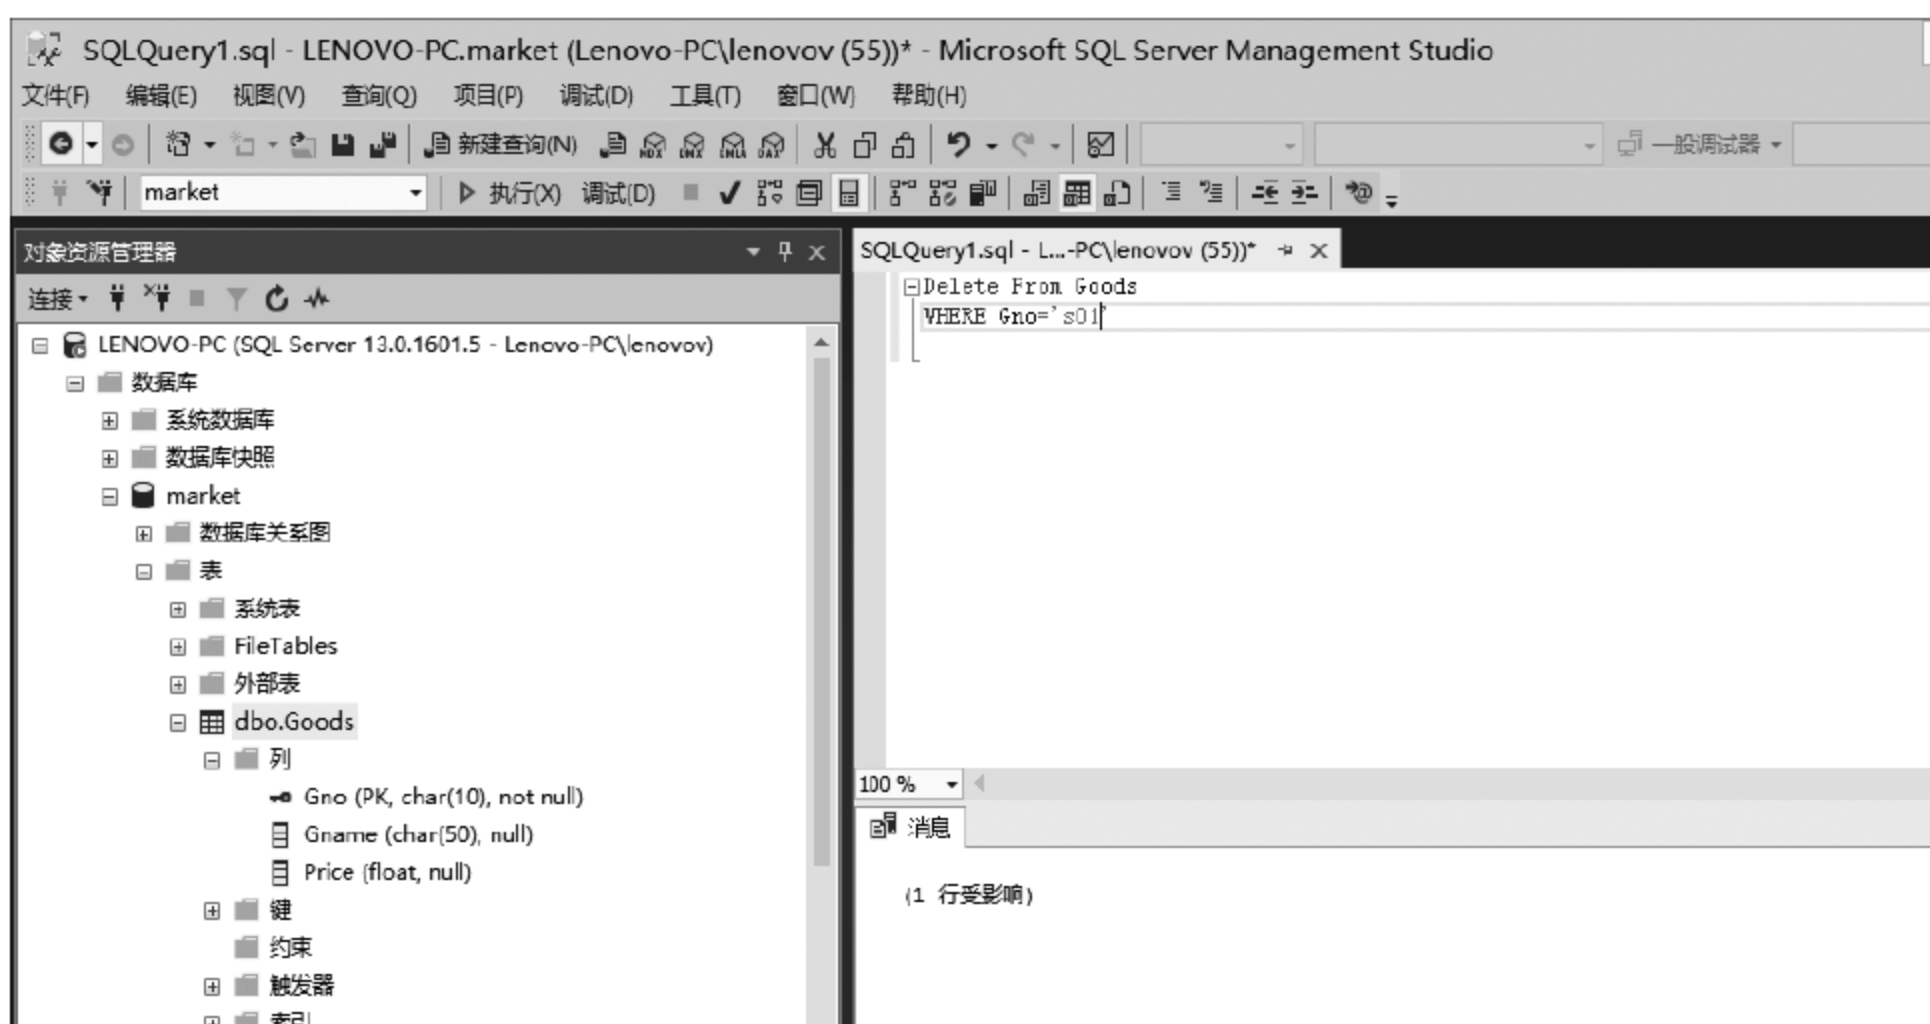 SQLQuery1.sql - LENOVO-PC.market (Lenovo-PC\lenovov (55))* - Microsoft SQL Server Management Studio
文件(F) 编辑(E) 视图(V) 查询(Q) 项目(P) 调试(D) 工具(T) 窗口(W) 帮助(H)
新建查询(N) MDX DMX XMLA DAX 一般调试器
market 执行(X) 调试(D)
对象资源管理器
连接
LENOVO-PC (SQL Server 13.0.1601.5 - Lenovo-PC\lenovov)
数据库
系统数据库
数据库快照
market
数据库关系图
表
系统表
FileTables
外部表
dbo.Goods
列
Gno (PK, char(10), not null)
Gname (char(50), null)
Price (float, null)
键
约束
触发器
索引
SQLQuery1.sql - L...-PC\lenovov (55))*
Delete From Goods
WHERE Gno='s01'
100 %
消息
(1 行受影响)